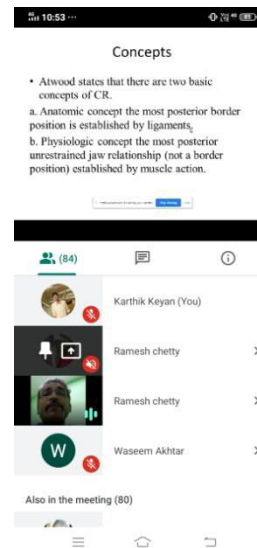 10:53 ...
Concepts
• Atwood states that there are two basic
concepts of CR.
a. Anatomic concept the most posterior border
position is established by ligaments,
b. Physiologic concept the most posterior
unrestrained jaw relationship (not a border
position) established by muscle action.
(84)
Karthik Keyan (You)
Ramesh chetty
Ramesh chetty
W
Waseem Akhtar
Also in the meeting (80)